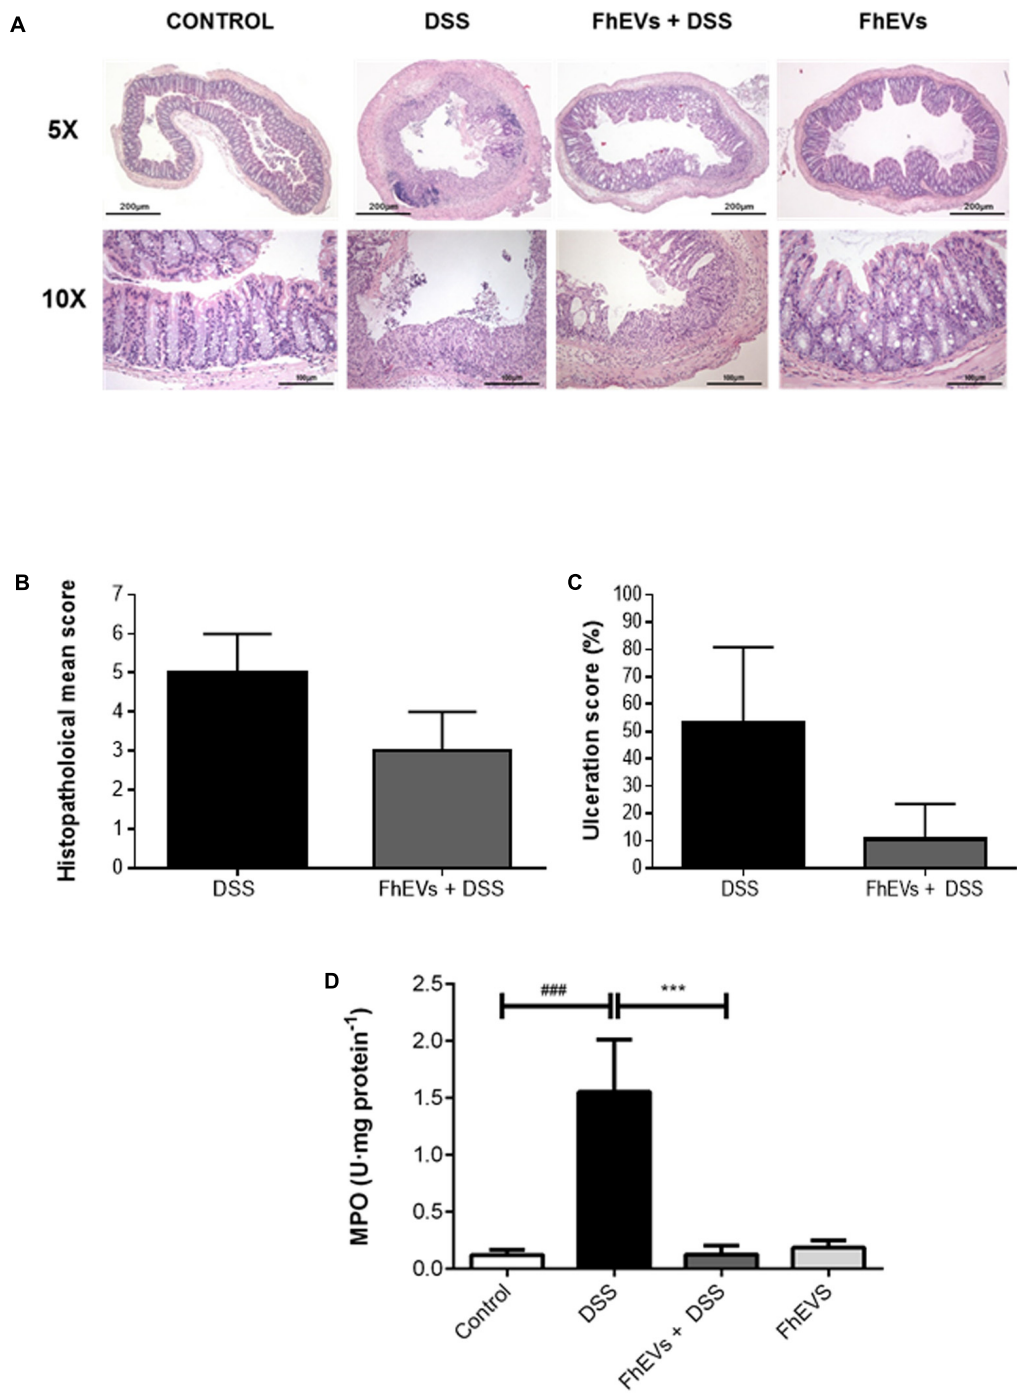 A
CONTROL
DSS
FhEVs + DSS
FhEVs
5X
200µm
200µm
200µm
200µm
10X
100µm
100µm
100µm
100µm
B
Histopatholoical mean score
7
6
5
4
3
2
1
0
DSS
FhEVs + DSS
C
Ulceration score (%)
100
90
80
70
60
50
40
30
20
10
0
DSS
FhEVs + DSS
D
MPO (U·mg protein-1)
2.5
2.0
1.5
1.0
0.5
0.0
###
***
Control
DSS
FhEVs + DSS
FhEVS